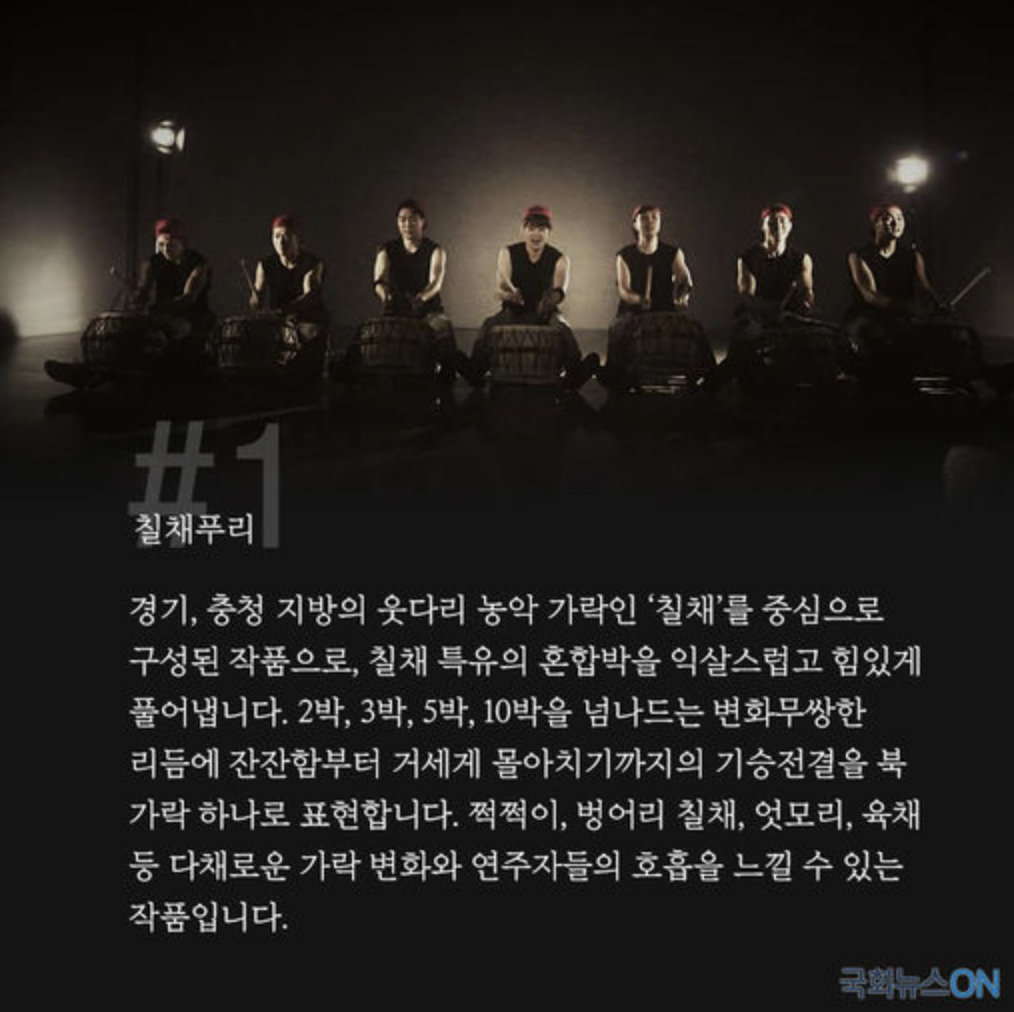 #1
칠채푸리
경기, 충청 지방의 웃다리 농악 가락인 ‘칠채’를 중심으로
구성된 작품으로, 칠채 특유의 혼합박을 익살스럽고 힘있게
풀어냅니다. 2박, 3박, 5박, 10박을 넘나드는 변화무쌍한
리듬에 잔잔함부터 거세게 몰아치기까지의 기승전결을 북
가락 하나로 표현합니다. 쩍쩍이, 벙어리 칠채, 엇모리, 육채
등 다채로운 가락 변화와 연주자들의 호흡을 느낄 수 있는
작품입니다.
국회뉴스ON